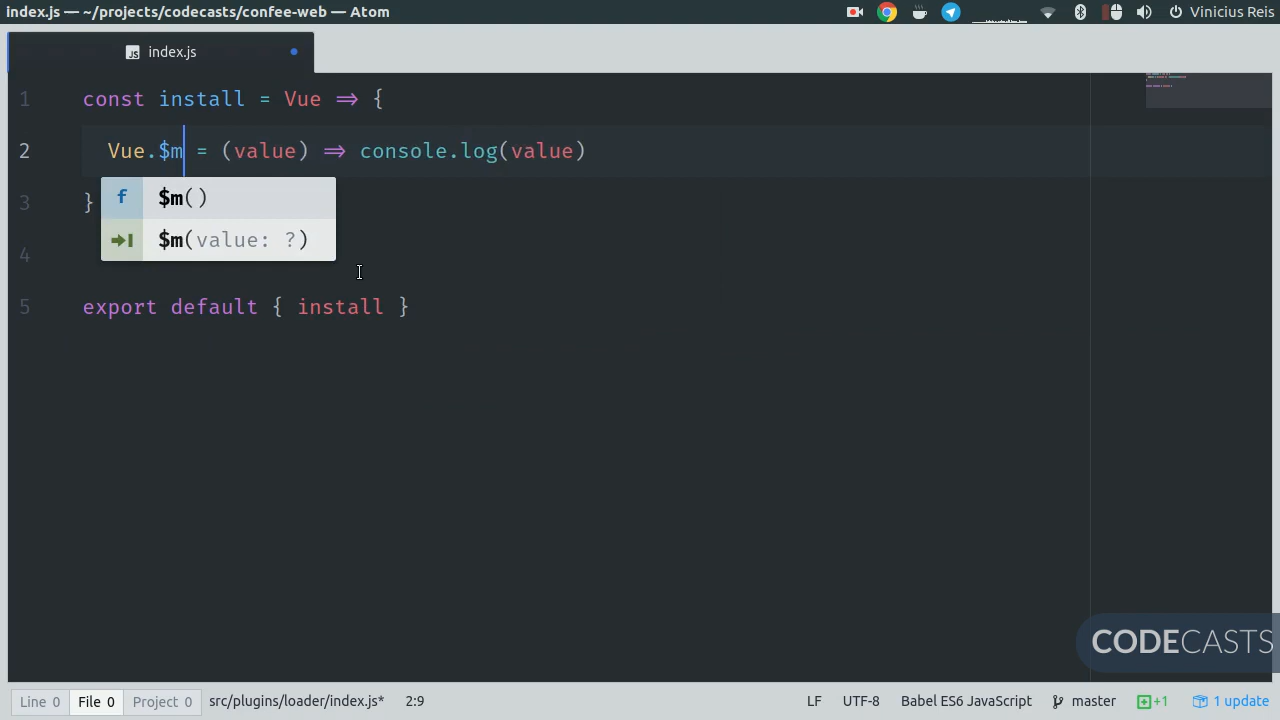 index.js — ~/projects/codecasts/confee-web — Atom
Vinicius Reis
index.js
1 const install = Vue => {
2 Vue.$m = (value) => console.log(value)
f $m()
3 }
$m(value: ?)
4
5 export default { install }
CODECASTS
Line 0 File 0 Project 0 src/plugins/loader/index.js* 2:9 LF UTF-8 Babel ES6 JavaScript master +1 1 update